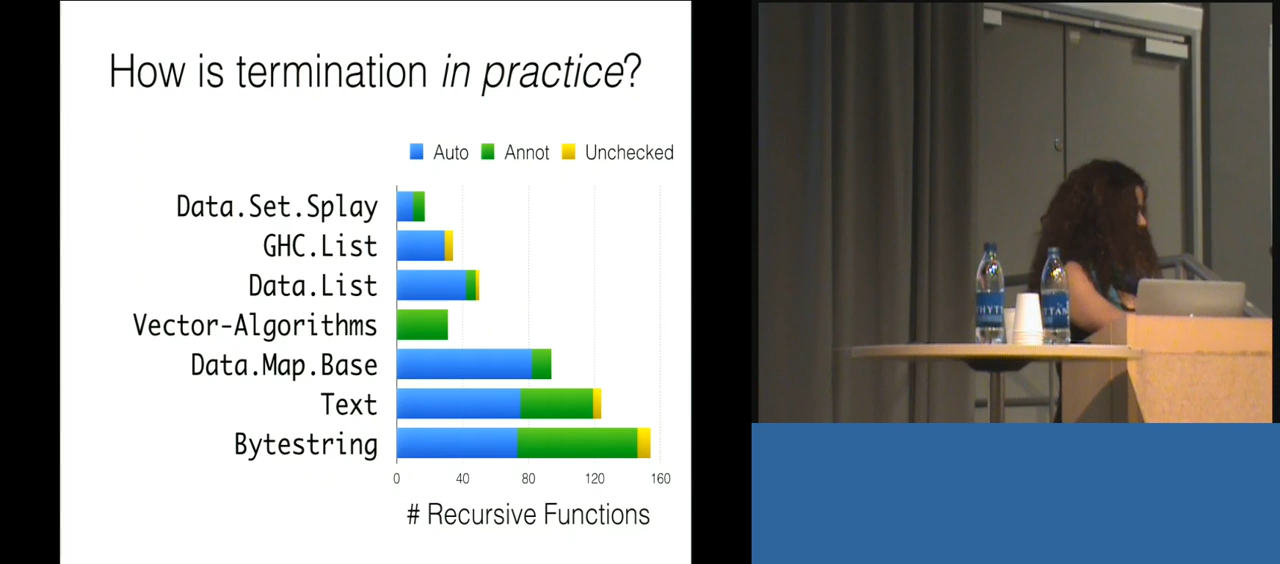 How is termination in practice?
Auto Annot Unchecked
Data.Set.Splay
GHC.List
Data.List
Vector-Algorithms
Data.Map.Base
Text
Bytestring
0 40 80 120 160
# Recursive Functions